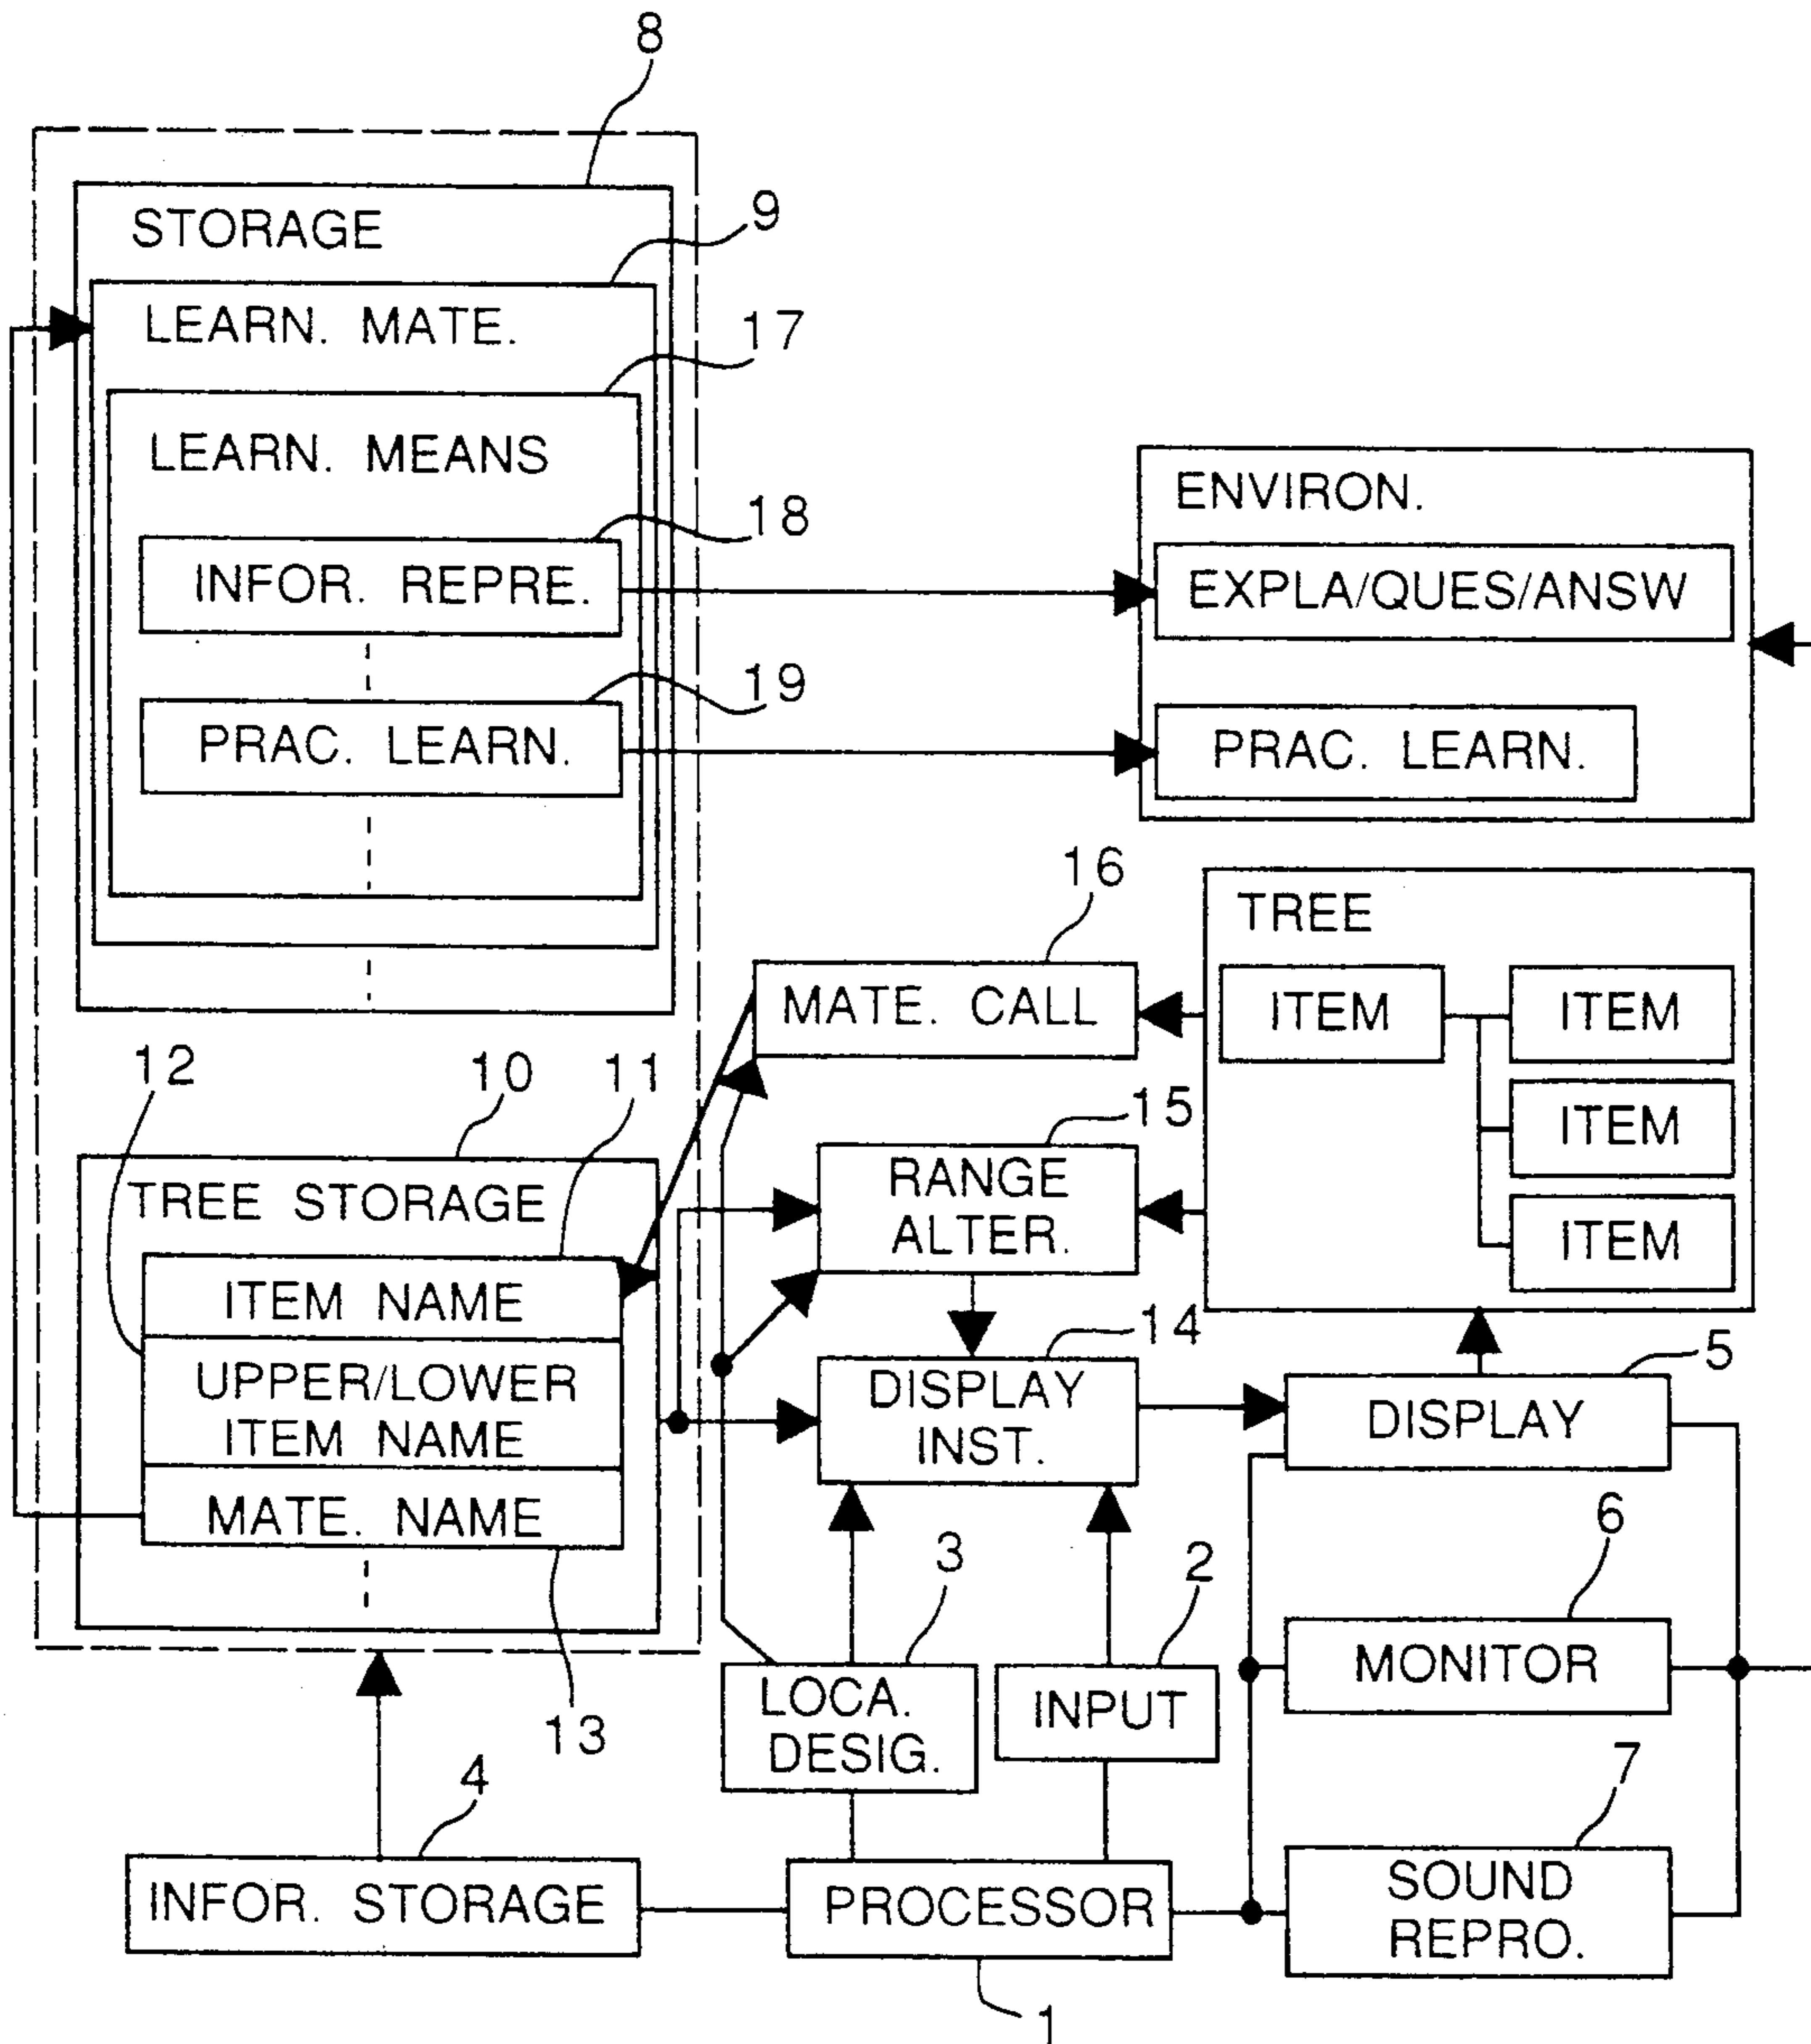 8
STORAGE
9
LEARN. MATE.
17
LEARN. MEANS
18
INFOR. REPRE.
19
PRAC. LEARN.
ENVIRON.
EXPLA/QUES/ANSW
PRAC. LEARN.
16
MATE. CALL
TREE
ITEM
ITEM
ITEM
ITEM
12
10
11
TREE STORAGE
ITEM NAME
UPPER/LOWER
ITEM NAME
MATE. NAME
13
15
RANGE
ALTER.
14
DISPLAY
INST.
5
DISPLAY
3
LOCA.
DESIG.
2
INPUT
6
MONITOR
4
INFOR. STORAGE
PROCESSOR
1
7
SOUND
REPRO.